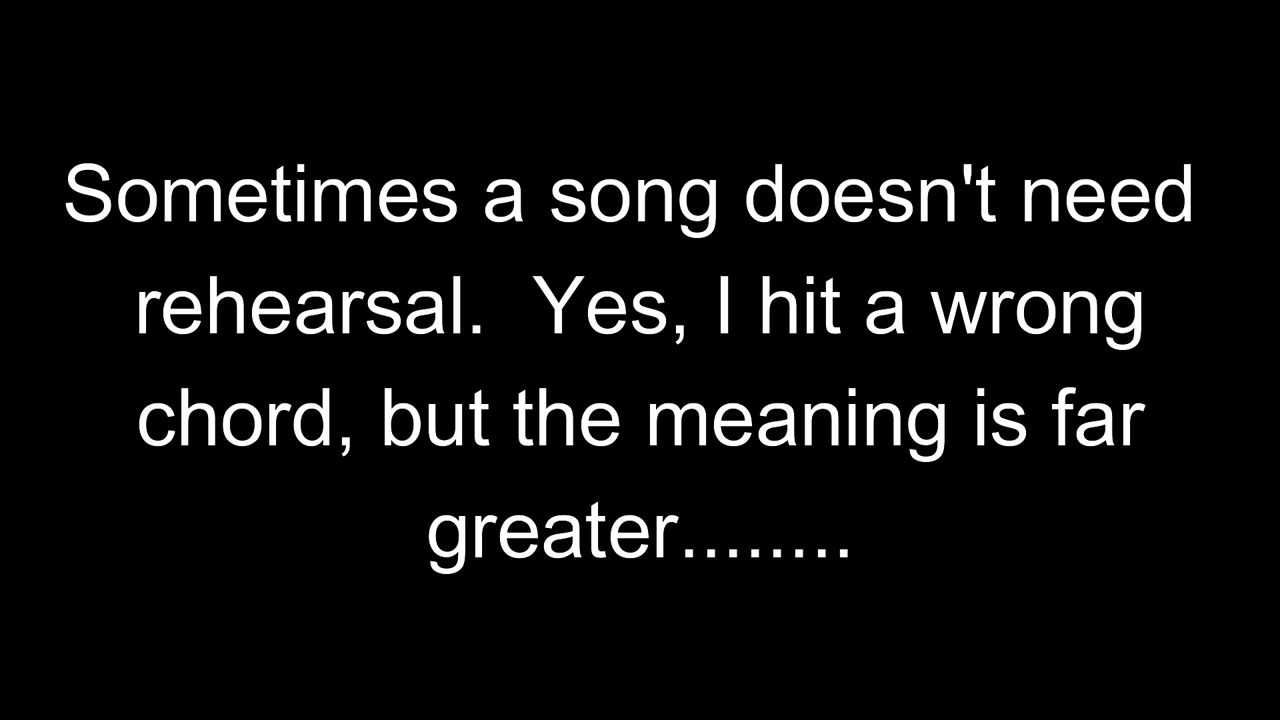 Sometimes a song doesn't need
rehearsal.  Yes, I hit a wrong
chord, but the meaning is far
greater........